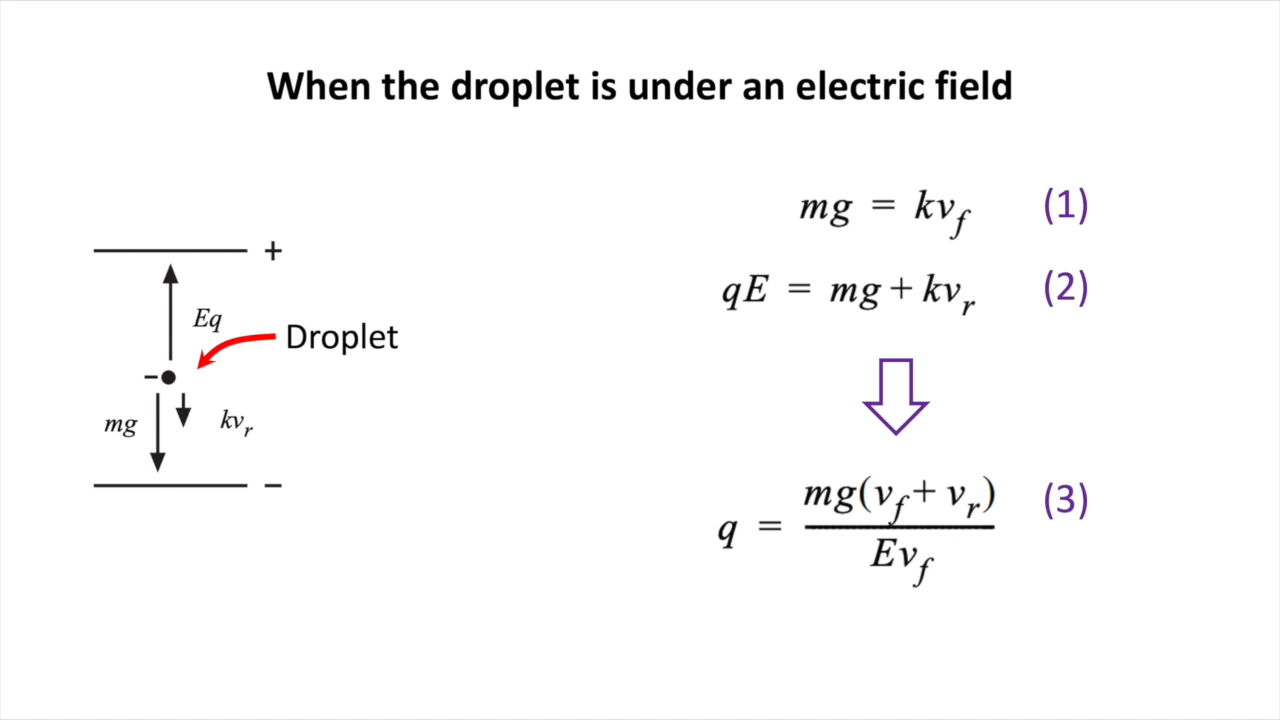 When the droplet is under an electric field
+
Eq
Droplet
−
mg
kv_r
−
mg = kv_f (1)
qE = mg + kv_r (2)
q = mg(v_f + v_r) / Ev_f (3)